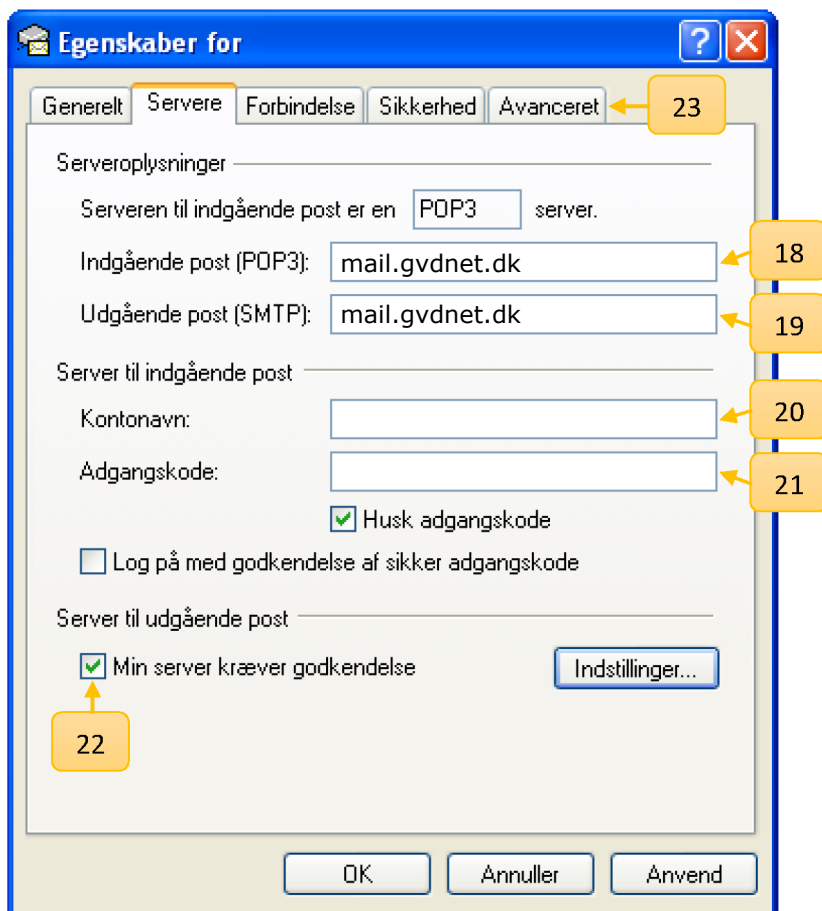 Egenskaber for
Generelt Servere Forbindelse Sikkerhed Avanceret 23
Serveroplysninger
Serveren til indgående post er en POP3 server.
Indgående post (POP3): mail.gvdnet.dk 18
Udgående post (SMTP): mail.gvdnet.dk 19
Server til indgående post
Kontonavn: 20
Adgangskode: 21
Husk adgangskode
Log på med godkendelse af sikker adgangskode
Server til udgående post
Min server kræver godkendelse Indstillinger...
22
OK Annuller Anvend